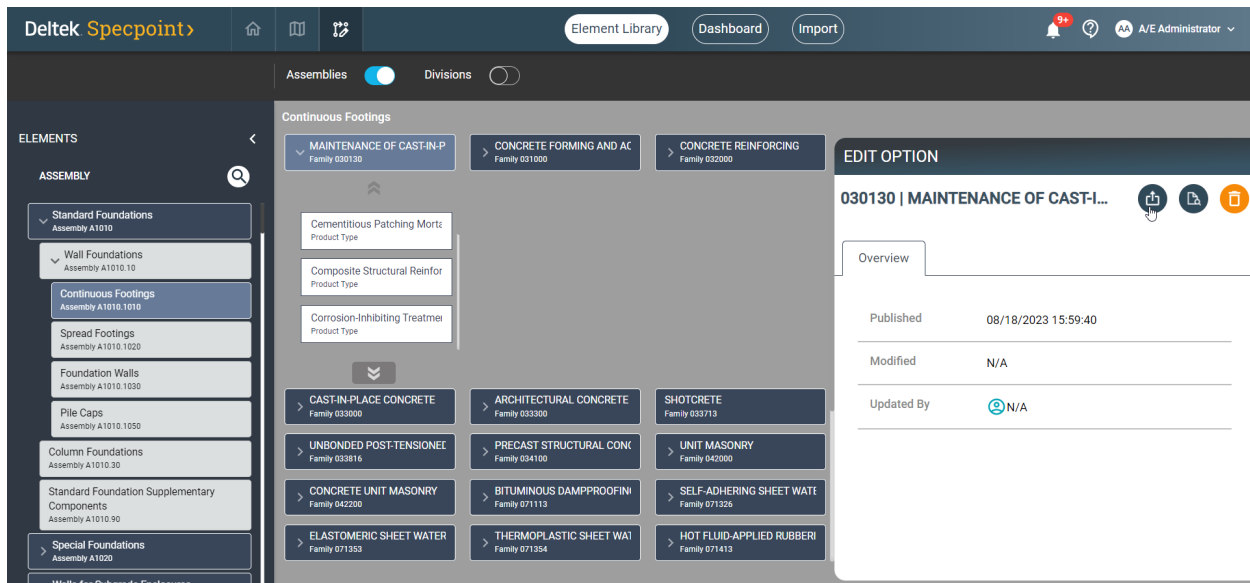 Deltek Specpoint
Element Library
Dashboard
Import
9+
AA A/E Administrator
Assemblies
Divisions
ELEMENTS
ASSEMBLY
Standard Foundations
Assembly A1010
Wall Foundations
Assembly A1010.10
Continuous Footings
Assembly A1010.1010
Spread Footings
Assembly A1010.1020
Foundation Walls
Assembly A1010.1030
Pile Caps
Assembly A1010.1050
Column Foundations
Assembly A1010.30
Standard Foundation Supplementary
Components
Assembly A1010.90
Special Foundations
Assembly A1020
Walls for Subgrade Enclosures
Continuous Footings
MAINTENANCE OF CAST-IN-P
Family 030130
CONCRETE FORMING AND AC
Family 031000
CONCRETE REINFORCING
Family 032000
Cementitious Patching Morta
Product Type
Composite Structural Reinfor
Product Type
Corrosion-Inhibiting Treatmer
Product Type
CAST-IN-PLACE CONCRETE
Family 033000
ARCHITECTURAL CONCRETE
Family 033300
SHOTCRETE
Family 033713
UNBONDED POST-TENSIONED
Family 033816
PRECAST STRUCTURAL CONC
Family 034100
UNIT MASONRY
Family 042000
CONCRETE UNIT MASONRY
Family 042200
BITUMINOUS DAMPPROOFIN
Family 071113
SELF-ADHERING SHEET WATE
Family 071326
ELASTOMERIC SHEET WATER
Family 071353
THERMOPLASTIC SHEET WAT
Family 071354
HOT FLUID-APPLIED RUBBERI
Family 071413
EDIT OPTION
030130 | MAINTENANCE OF CAST-I...
Overview
Published 08/18/2023 15:59:40
Modified N/A
Updated By N/A